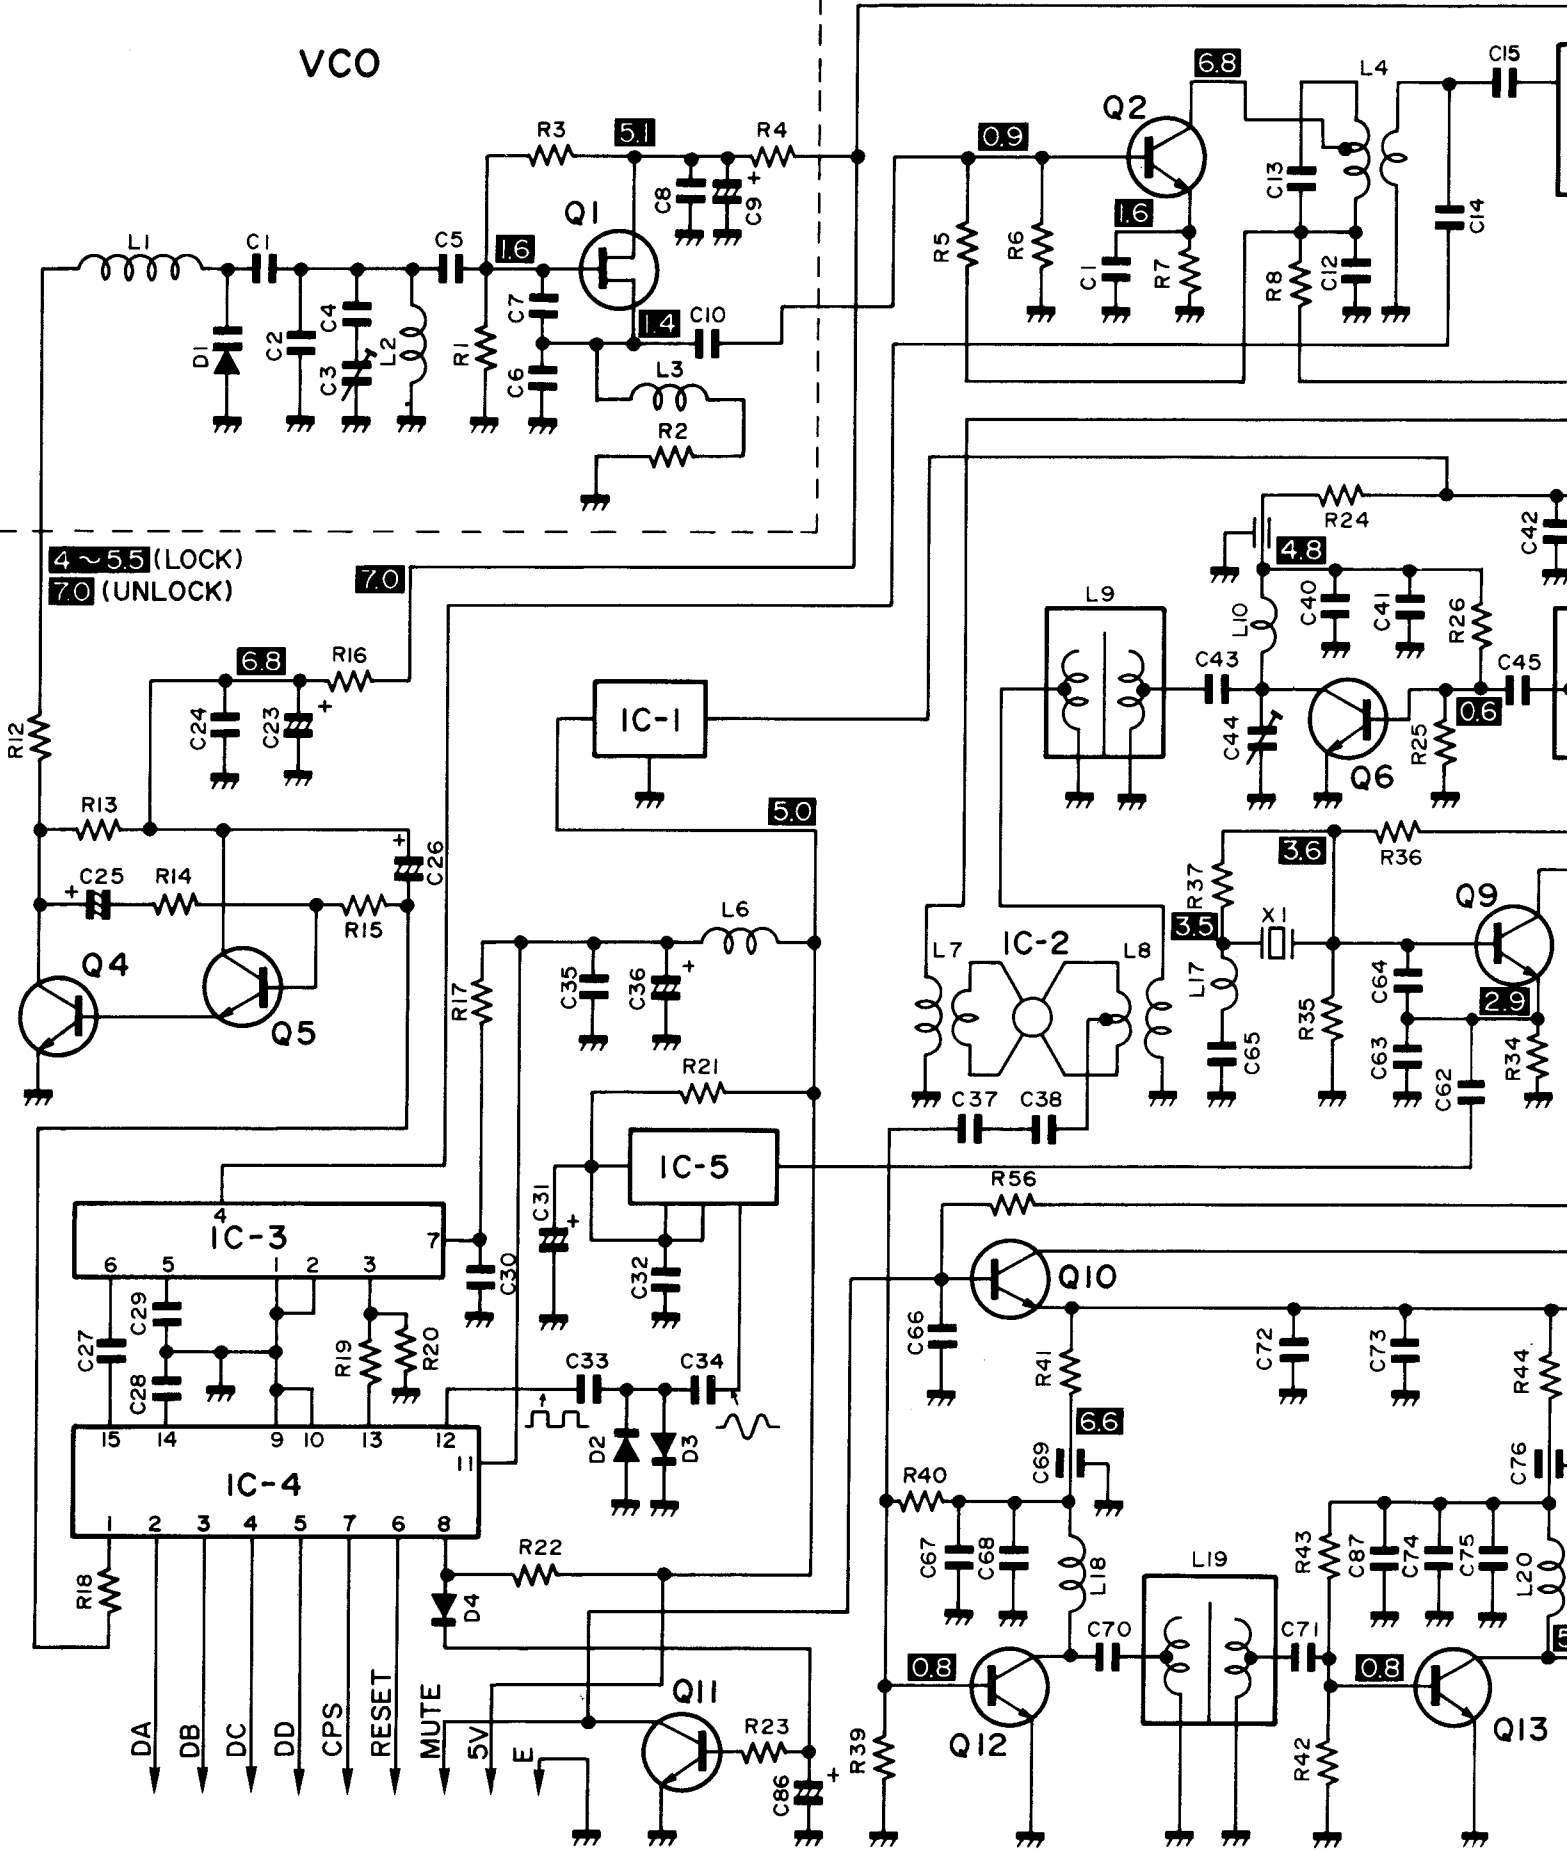 VCO
6.8
L4
C15
Q2
R3
5.1
R4
0.9
C13
C8
C9
Q1
1.6
C14
L1
C1
C5
1.6
R5
R6
C1
R7
R8
C12
C7
C4
1.4
C10
D1
C2
C3
L2
R1
C6
L3
R2
R24
C42
4 ~ 5.5 (LOCK)
7.0 (UNLOCK)
7.0
4.8
L9
L10
C40
C41
R26
6.8
R16
C43
C45
R12
C24
C23
IC-1
C44
0.6
R25
Q6
R13
5.0
3.6
R36
C26
C25
R14
R15
R37
Q9
L6
3.5
X1
L7
IC-2
L8
Q4
R17
C35
C36
L17
C64
2.9
Q5
R35
C65
C63
R34
R21
C37
C38
C62
IC-5
R56
C31
4
IC-3
7
C30
C32
Q10
6
5
1
2
3
C29
C27
R19
R20
C66
C72
C73
C28
C33
C34
R41
R44
15
14
9
10
13
12
11
D2
D3
6.6
C69
C76
IC-4
R40
1
2
3
4
5
7
6
8
R22
C67
C68
L18
L19
R43
C87
C74
C75
L20
R18
D4
C70
C71
5
0.8
0.8
Q11
R23
DA
DB
DC
DD
CPS
RESET
MUTE
5V
E
C86
R39
Q12
R42
Q13